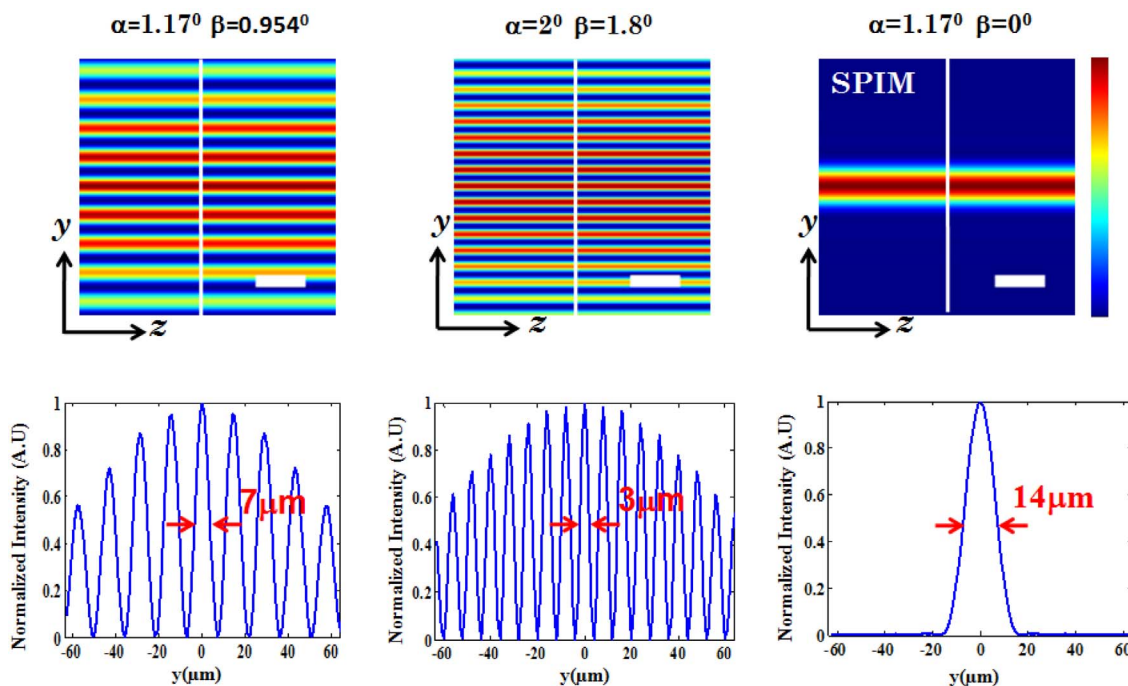 α=1.17⁰ β=0.954⁰
α=2⁰ β=1.8⁰
α=1.17⁰ β=0⁰
SPIM
y
z
y
z
y
z
Normalized Intensity (A.U)
1
0.8
0.6
0.4
0.2
0
7μm
-60 -40 -20 0 20 40 60
y(μm)
Normalized Intensity (A.U)
1
0.8
0.6
0.4
0.2
0
3μm
-60 -40 -20 0 20 40 60
y(μm)
Normalized Intensity (A.U)
1
0.8
0.6
0.4
0.2
0
14μm
-60 -40 -20 0 20 40 60
y(μm)